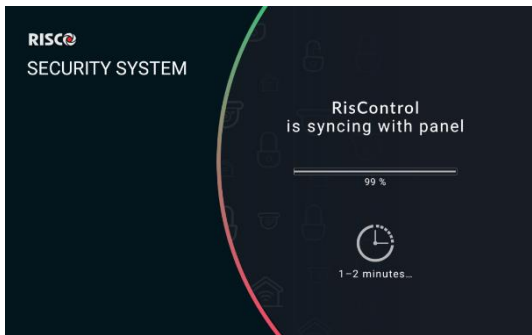 RISCO
SECURITY SYSTEM
RisControl
is syncing with panel
99 %
1–2 minutes...